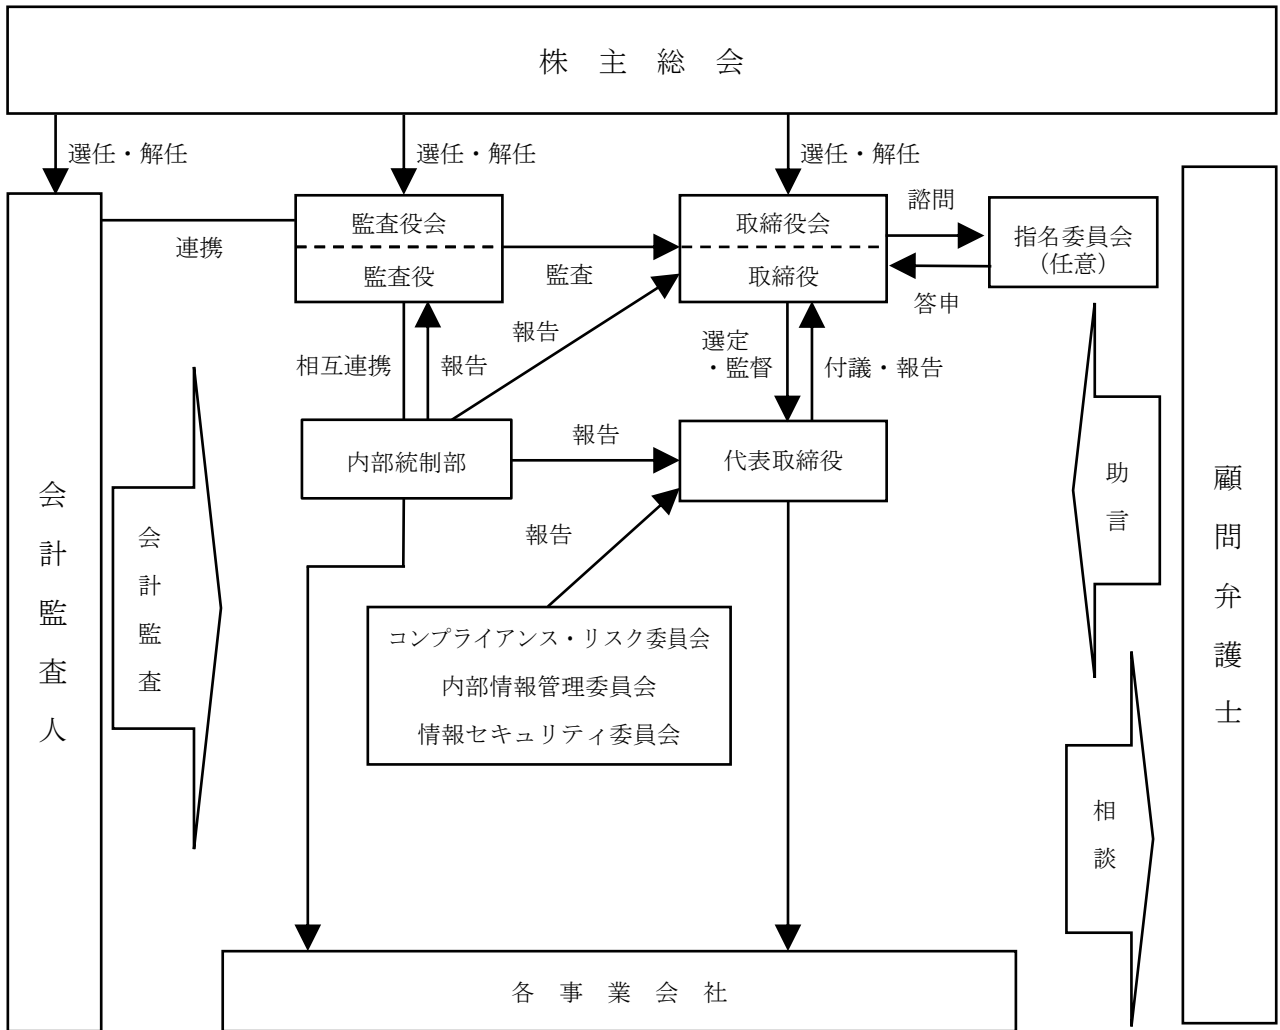 株主総会
選任・解任
選任・解任
選任・解任
監査役会
監査役
連携
監査
取締役会
取締役
諮問
答申
指名委員会
（任意）
相互連携
報告
報告
選定
・監督
付議・報告
内部統制部
報告
代表取締役
報告
コンプライアンス・リスク委員会
内部情報管理委員会
情報セキュリティ委員会
会計監査人
会計監査
助言
相談
顧問弁護士
各事業会社